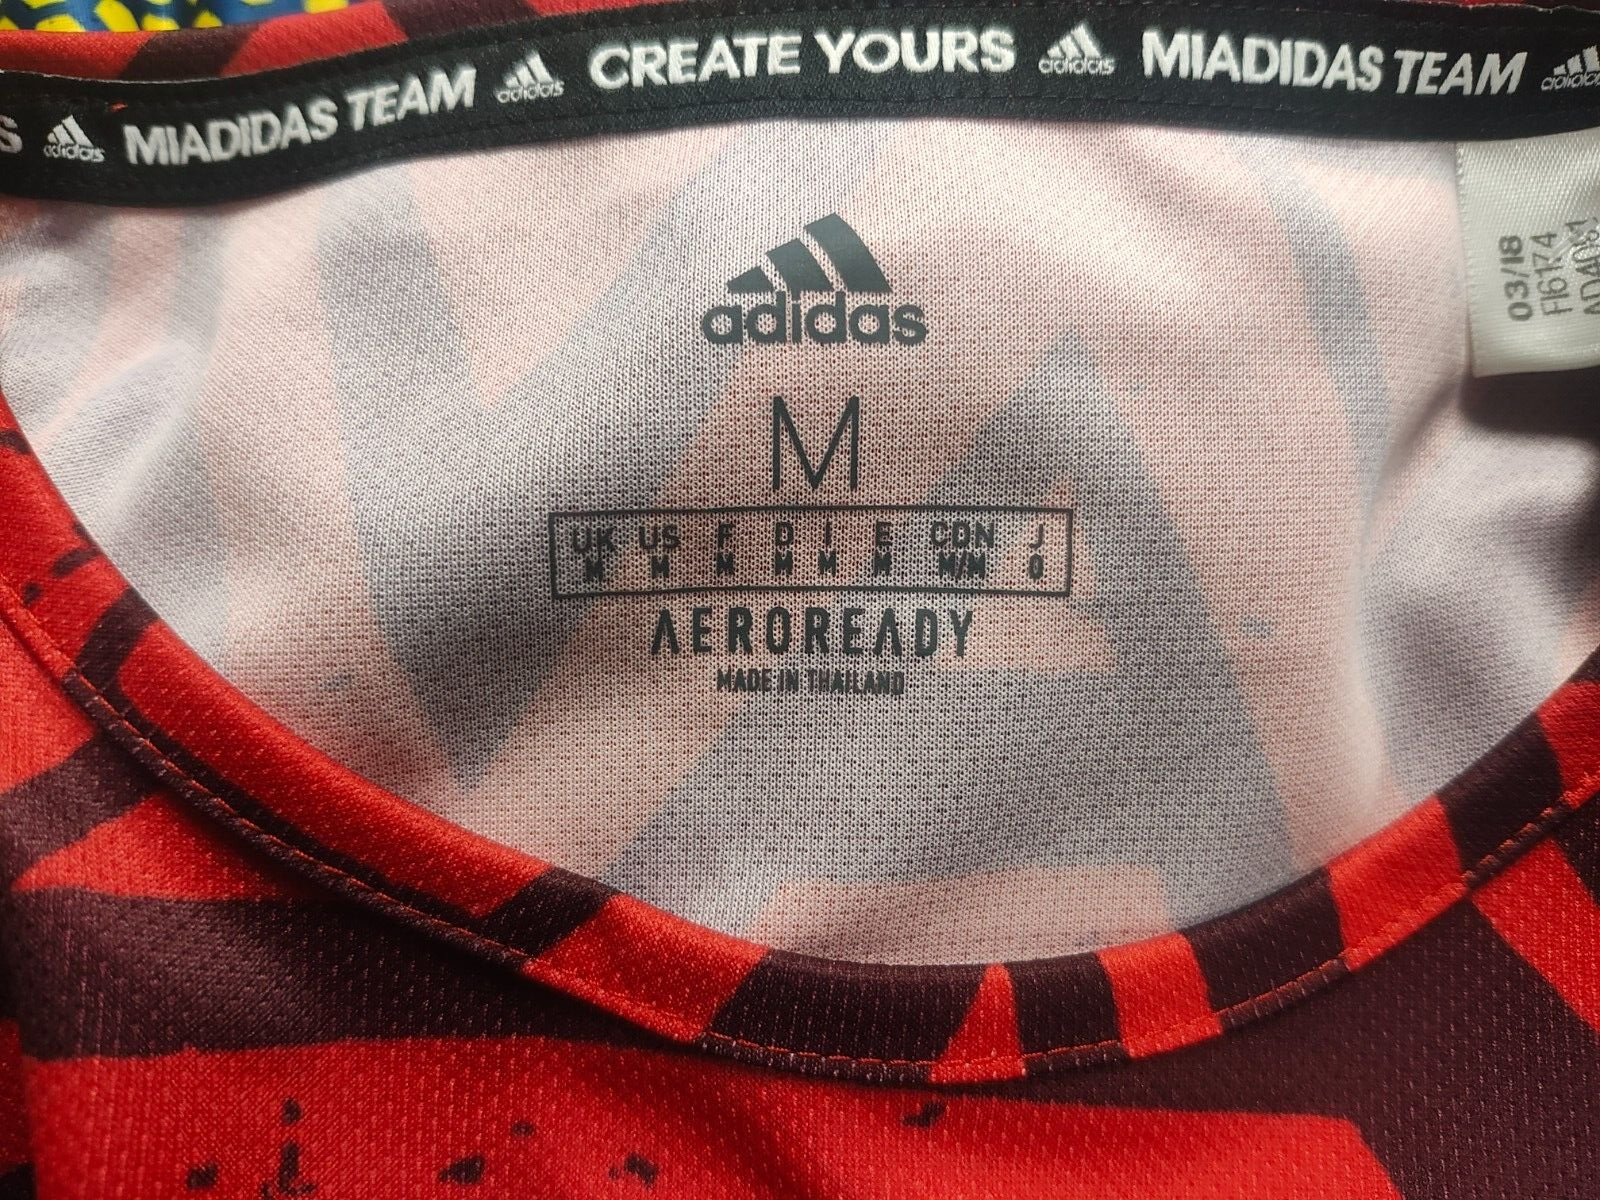 S adidas MIADIDAS TEAM adidas CREATE YOURS adidas MIADIDAS TEAM adidas
adidas
M
UK US F D I E CDN J
M M M M M M M/M O
AEROREADY
MADE IN THAILAND
03/18
FI6174